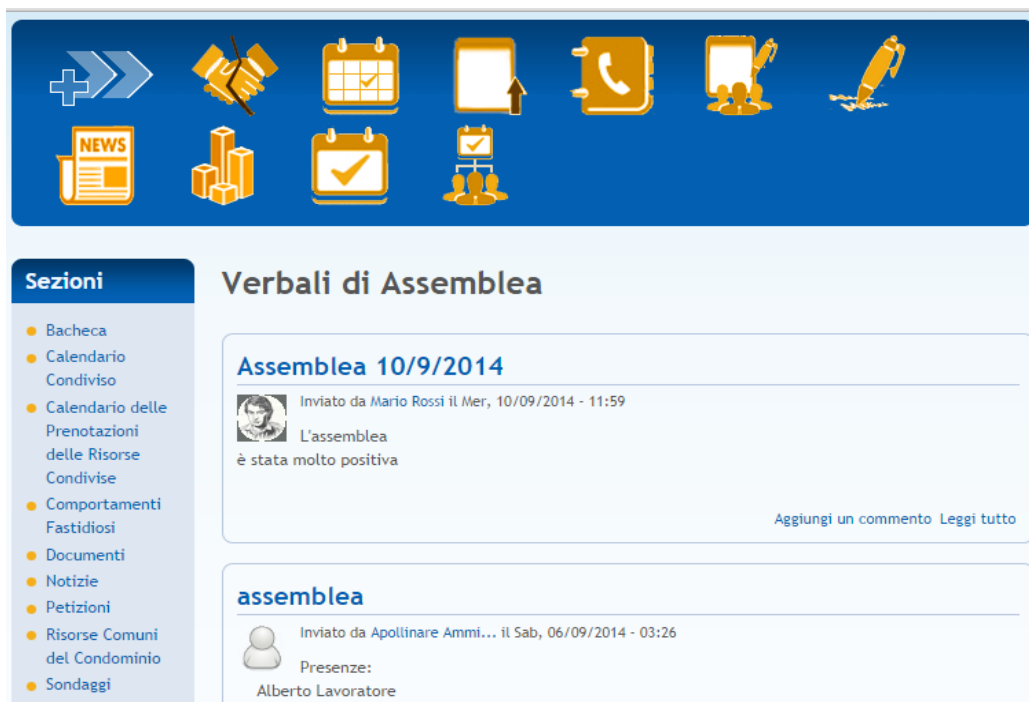 NEWS
Sezioni
Bacheca
Calendario
Condiviso
Calendario delle
Prenotazioni
delle Risorse
Condivise
Comportamenti
Fastidiosi
Documenti
Notizie
Petizioni
Risorse Comuni
del Condominio
Sondaggi
Verbali di Assemblea
Assemblea 10/9/2014
Inviato da Mario Rossi il Mer, 10/09/2014 - 11:59
L'assemblea
è stata molto positiva
Aggiungi un commento Leggi tutto
assemblea
Inviato da Apollinare Ammi... il Sab, 06/09/2014 - 03:26
Presenze:
Alberto Lavoratore